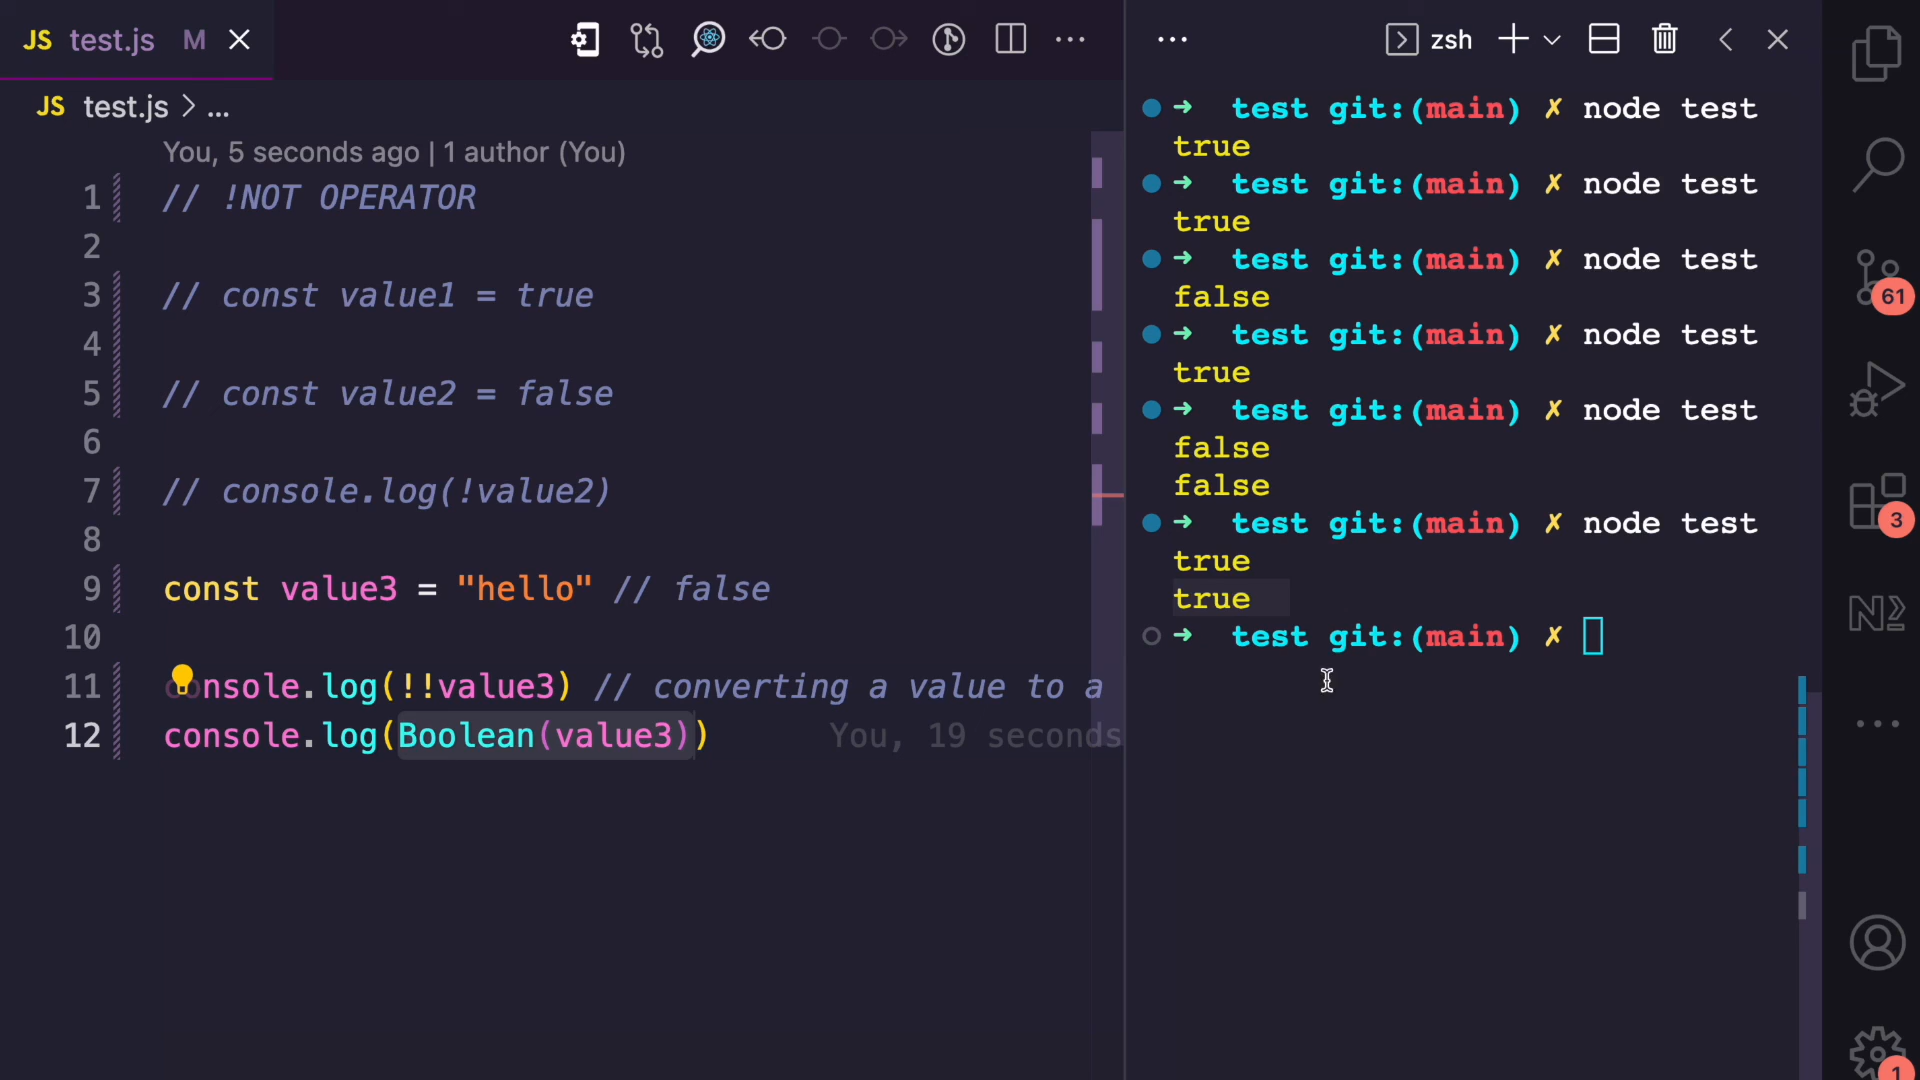 JS test.js M
JS test.js > ...
You, 5 seconds ago | 1 author (You)
1 // !NOT OPERATOR
2
3 // const value1 = true
4
5 // const value2 = false
6
7 // console.log(!value2)
8
9 const value3 = "hello" // false
10
11 console.log(!!value3) // converting a value to a
12 console.log(Boolean(value3)) You, 19 seconds
zsh
➜ test git:(main) ✗ node test
true
➜ test git:(main) ✗ node test
true
➜ test git:(main) ✗ node test
false
➜ test git:(main) ✗ node test
true
➜ test git:(main) ✗ node test
false
false
➜ test git:(main) ✗ node test
true
true
➜ test git:(main) ✗
61
3
1